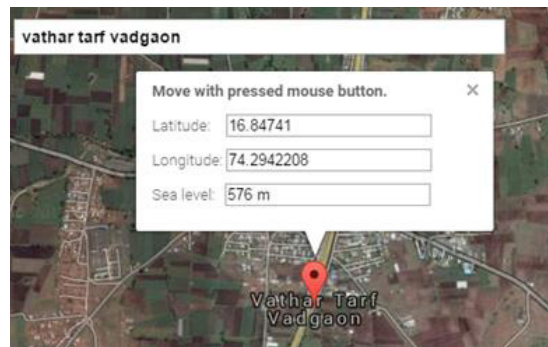 vathar tarf vadgaon
Move with pressed mouse button. ×
Latitude: 16.84741
Longitude: 74.2942208
Sea level: 576 m
Vathar Tarf
Vadgaon